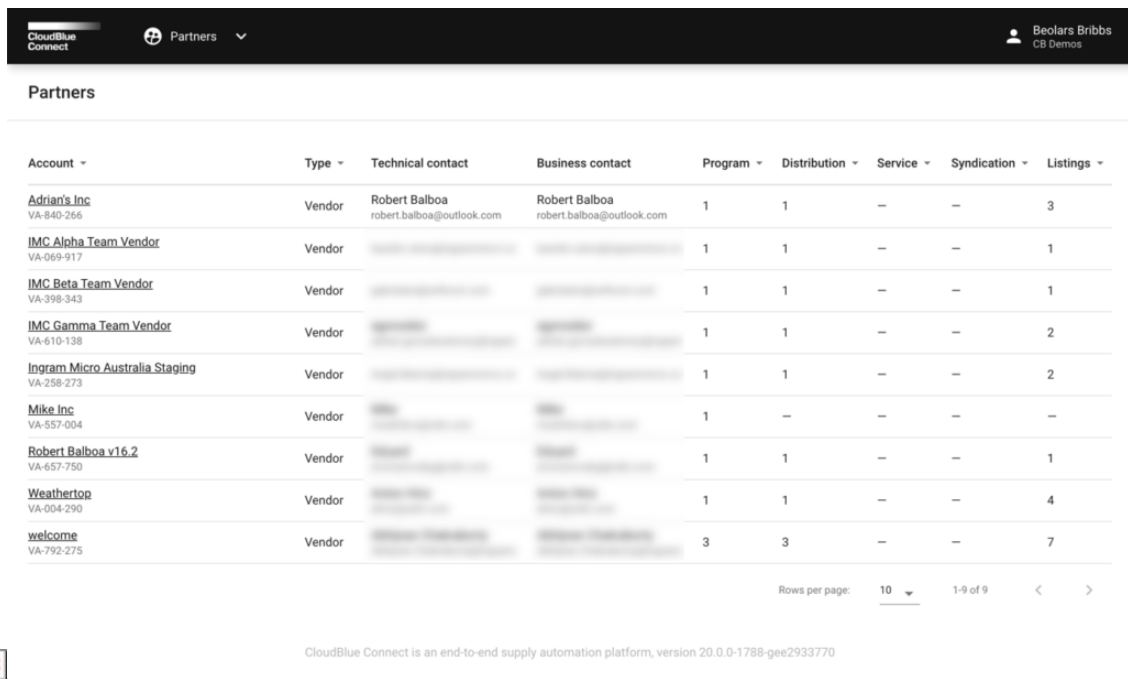 CloudBlue
Connect
Partners
Beolars Bribbs
CB Demos
Partners
Account Type Technical contact Business contact Program Distribution Service Syndication Listings
Adrian's Inc Vendor Robert Balboa Robert Balboa 1 1 — — 3
VA-840-266 robert.balboa@outlook.com robert.balboa@outlook.com
IMC Alpha Team Vendor Vendor 1 1 — — 1
VA-069-917
IMC Beta Team Vendor Vendor 1 1 — — 1
VA-398-343
IMC Gamma Team Vendor Vendor 1 1 — — 2
VA-610-138
Ingram Micro Australia Staging Vendor 1 1 — — 2
VA-258-273
Mike Inc Vendor 1 — — — —
VA-557-004
Robert Balboa v16.2 Vendor 1 1 — — 1
VA-657-750
Weathertop Vendor 1 1 — — 4
VA-004-290
welcome Vendor 3 3 — — 7
VA-792-275
Rows per page: 10 1-9 of 9
CloudBlue Connect is an end-to-end supply automation platform, version 20.0.0-1788-gee2933770